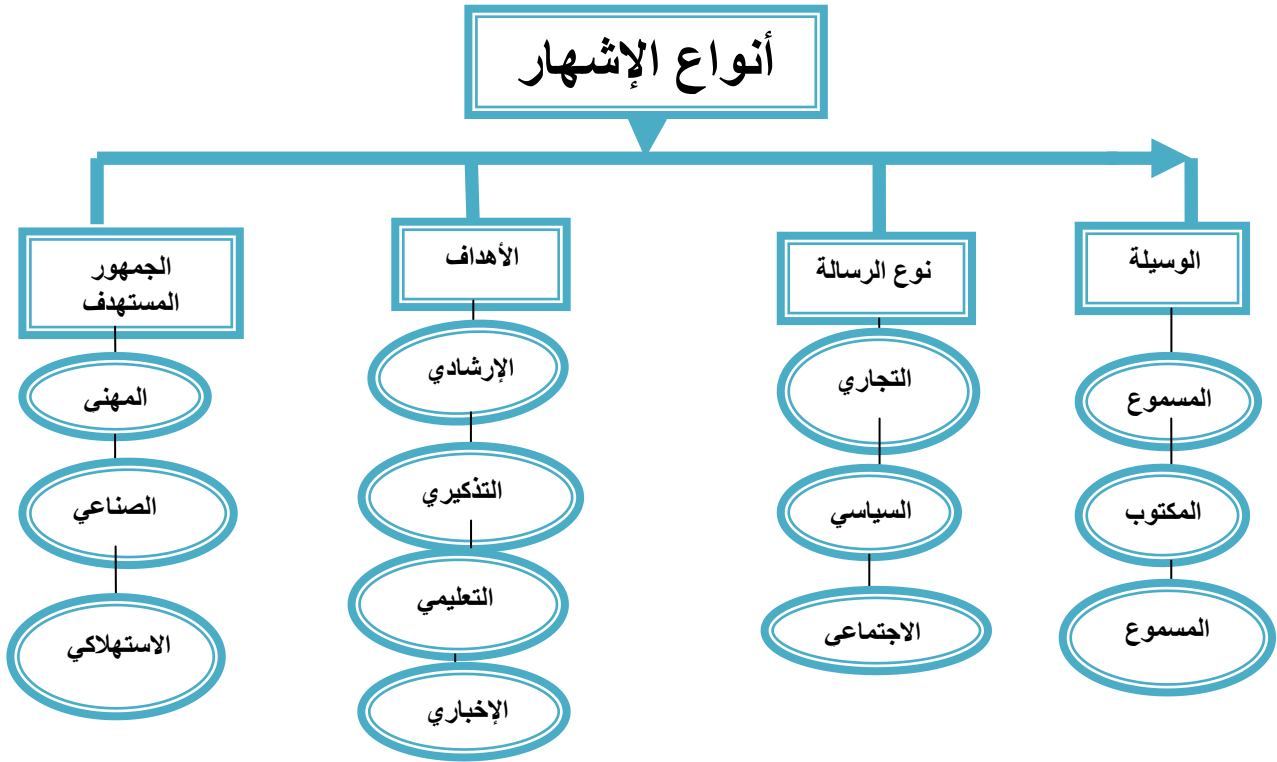 أنواع الإشهار
الوسيلة
المسموع
المكتوب
المسموع
نوع الرسالة
التجاري
السياسي
الاجتماعى
الأهداف
الإرشادي
التذكيري
التعليمي
الإخباري
الجمهور
المستهدف
المهنى
الصناعي
الاستهلاكي